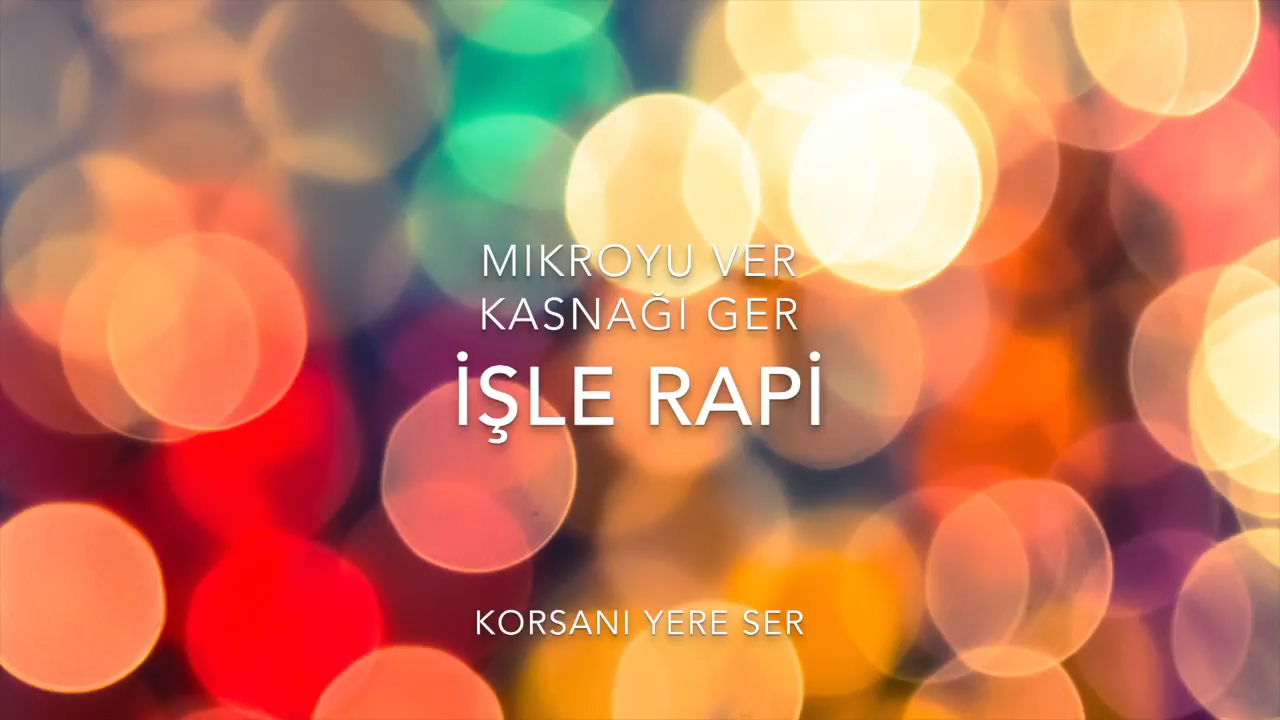 MIKROYU VER
KASNAĞI GER
İŞLE RAPİ
KORSANI YERE SER